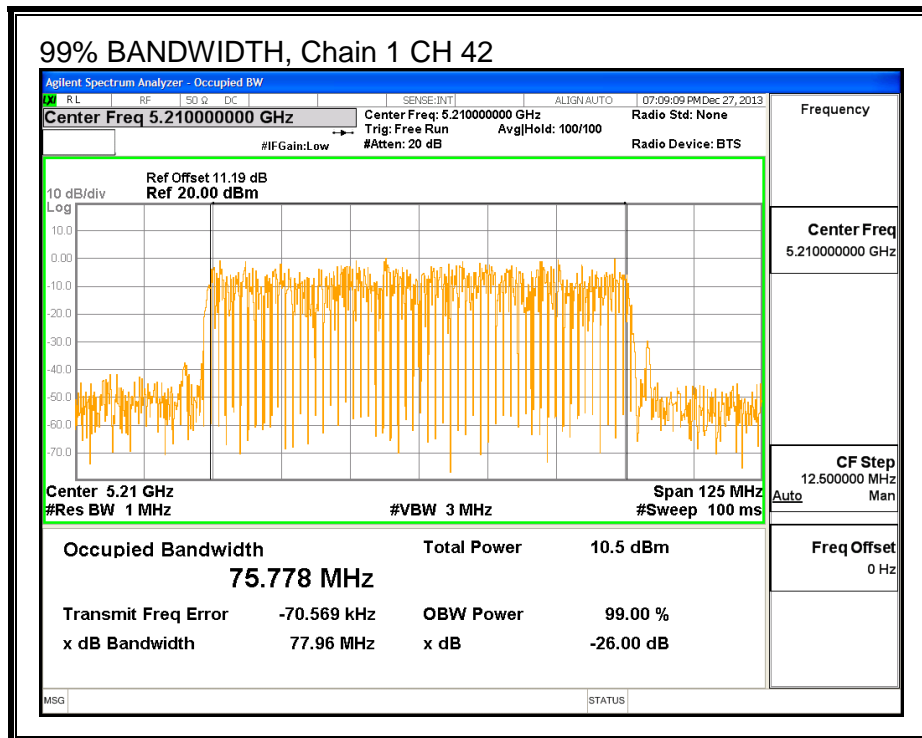 99% BANDWIDTH, Chain 1 CH 42
Agilent Spectrum Analyzer - Occupied BW
LXI RL RF 50 Ω DC SENSE:INT ALIGN AUTO 07:09:09 PM Dec 27, 2013
Center Freq 5.210000000 GHz
Center Freq: 5.210000000 GHz Radio Std: None
Trig: Free Run Avg|Hold: 100/100
#IFGain:Low #Atten: 20 dB Radio Device: BTS
Ref Offset 11.19 dB
10 dB/div Ref 20.00 dBm
Log
10.0
0.00
-10.0
-20.0
-30.0
-40.0
-50.0
-60.0
-70.0
Center 5.21 GHz Span 125 MHz
#Res BW 1 MHz #VBW 3 MHz #Sweep 100 ms
Occupied Bandwidth Total Power 10.5 dBm
75.778 MHz
Transmit Freq Error -70.569 kHz OBW Power 99.00 %
x dB Bandwidth 77.96 MHz x dB -26.00 dB
MSG STATUS
Frequency
Center Freq
5.210000000 GHz
CF Step
12.500000 MHz
Auto Man
Freq Offset
0 Hz